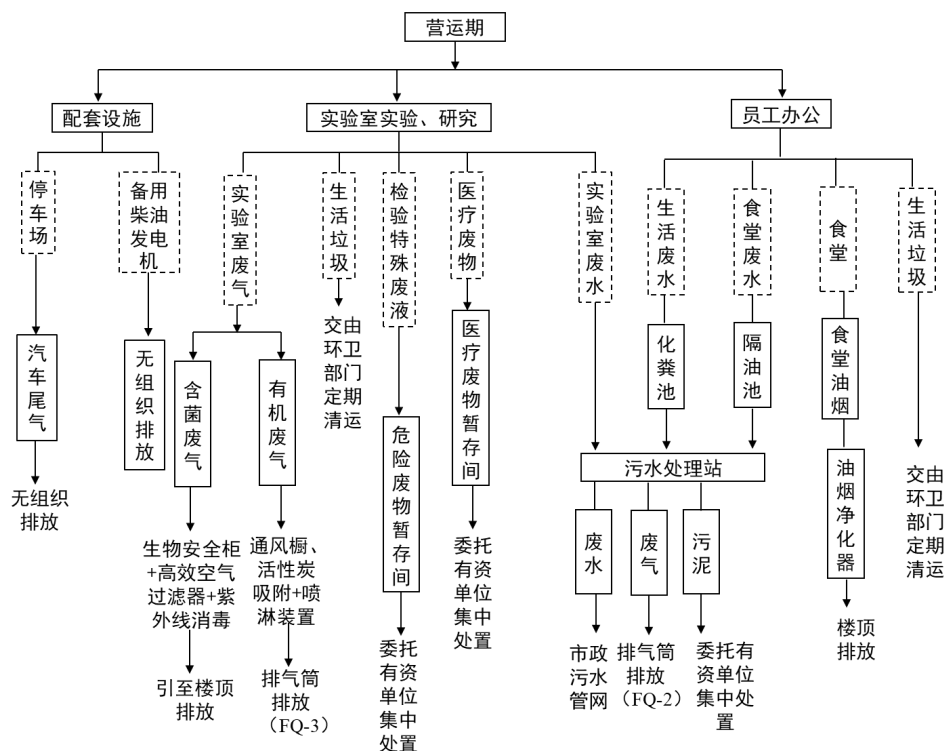 营运期
配套设施
实验室实验、研究
员工办公
停车场
备用柴油发电机
实验室废气
生活垃圾
检验特殊废液
医疗废物
实验室废水
生活废水
食堂废水
食堂
生活垃圾
汽车尾气
无组织排放
含菌废气
有机废气
交由
环卫
部门
定期
清运
危险废物暂存间
医疗废物暂存间
化粪池
隔油池
食堂油烟
污水处理站
无组织
排放
生物安全柜
+高效空气
过滤器+紫
外线消毒
通风橱、
活性炭
吸附+喷
淋装置
委托
有资
单位
集中
处置
废水
废气
污泥
油烟净化器
交由
环卫
部门
定期
清运
引至楼顶
排放
排气筒
排放
（FQ-3）
委托
有资
单位
集中
处置
市政
污水
管网
排气筒
排放
（FQ-2）
委托有
资单位
集中处
置
楼顶
排放